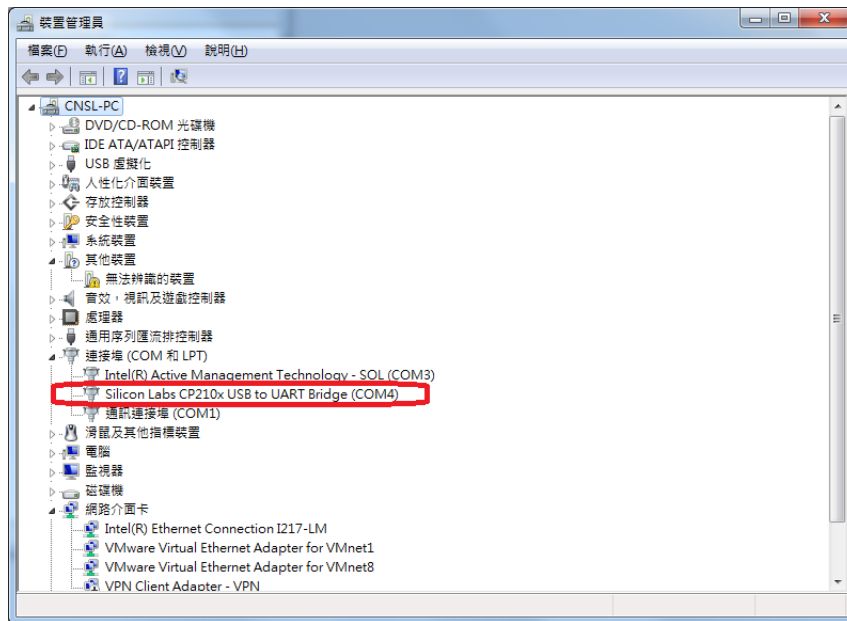 裝置管理員
檔案(F) 執行(A) 檢視(V) 說明(H)
CNSL-PC
DVD/CD-ROM 光碟機
IDE ATA/ATAPI 控制器
USB 虛擬化
人性化介面裝置
存放控制器
安全性裝置
系統裝置
其他裝置
無法辨識的裝置
音效，視訊及遊戲控制器
處理器
通用序列匯流排控制器
連接埠 (COM 和 LPT)
Intel(R) Active Management Technology - SOL (COM3)
Silicon Labs CP210x USB to UART Bridge (COM4)
通訊連接埠 (COM1)
滑鼠及其他指標裝置
電腦
監視器
磁碟機
網路介面卡
Intel(R) Ethernet Connection I217-LM
VMware Virtual Ethernet Adapter for VMnet1
VMware Virtual Ethernet Adapter for VMnet8
VPN Client Adapter - VPN